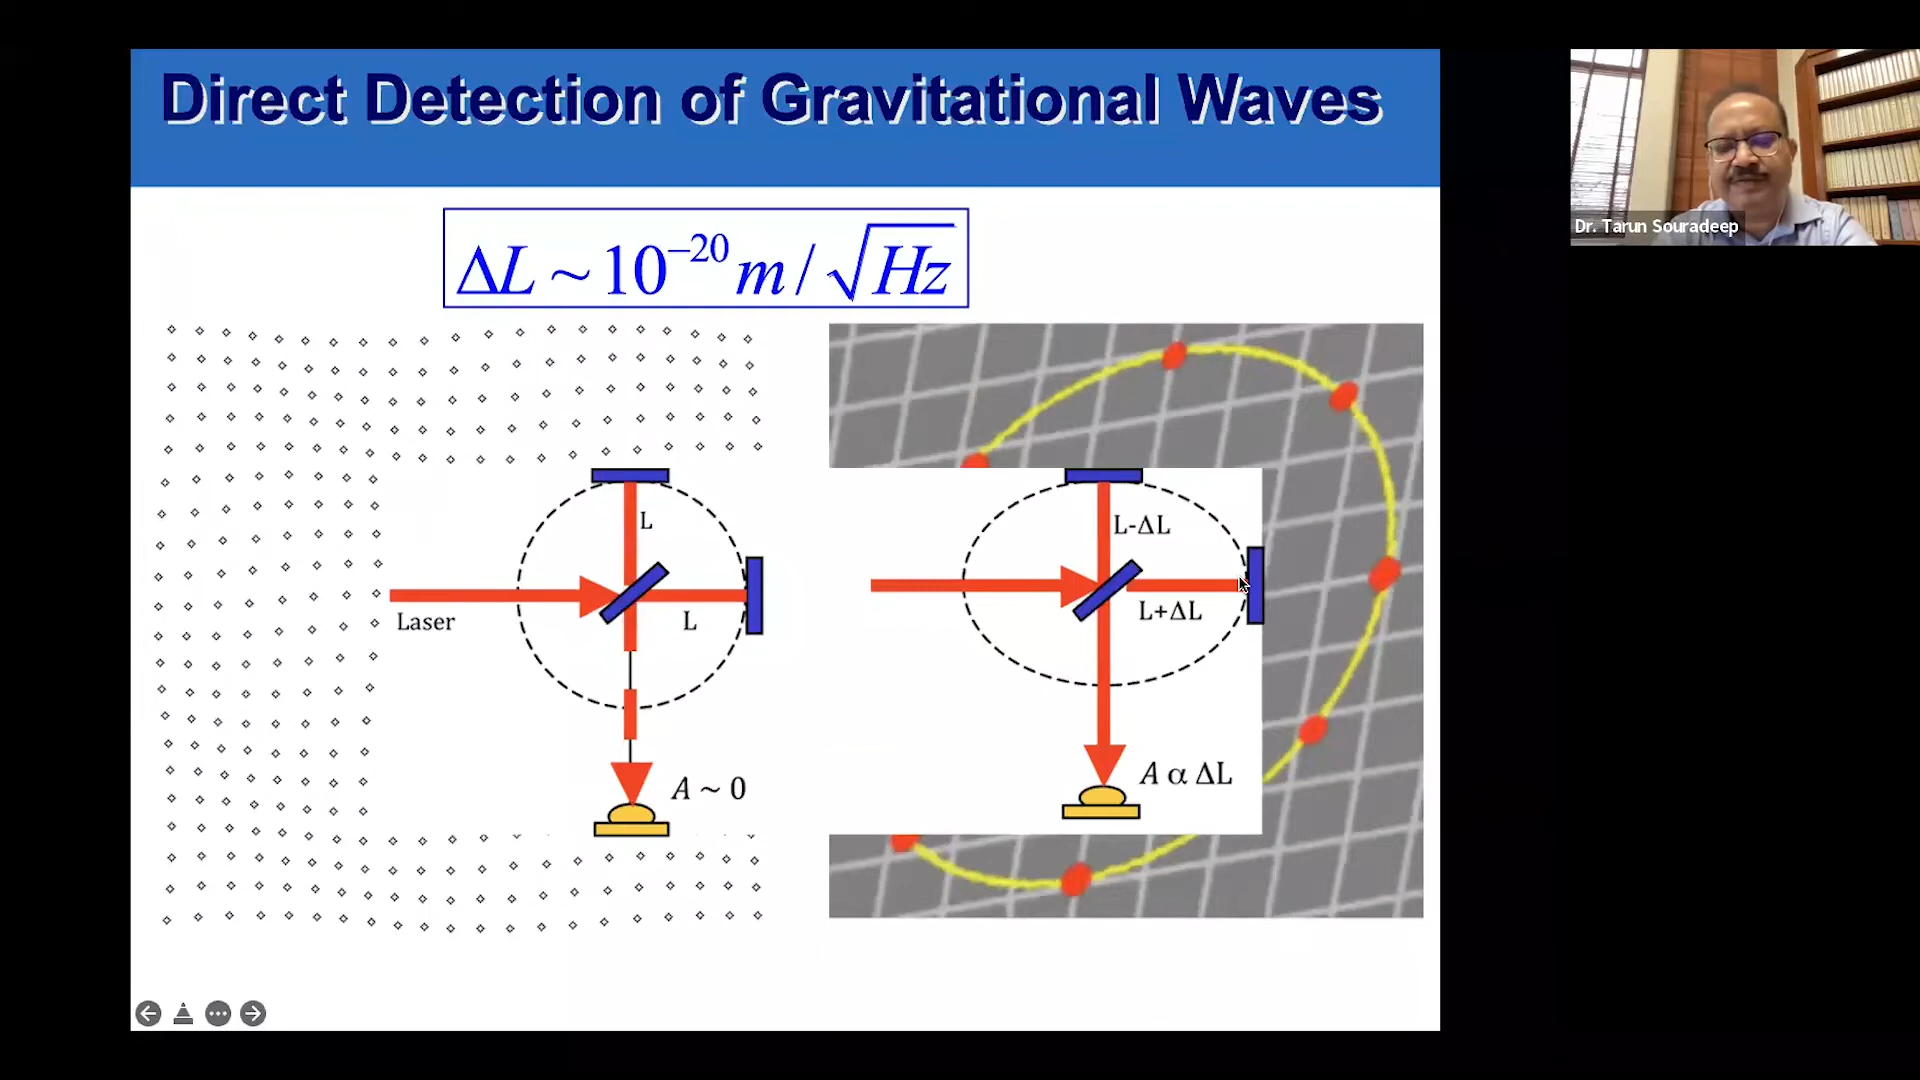 Direct Detection of Gravitational Waves
Dr. Tarun Souradeep
ΔL ~ 10⁻²⁰ m / √Hz
L
Laser
L
A ~ 0
L-ΔL
L+ΔL
A α ΔL